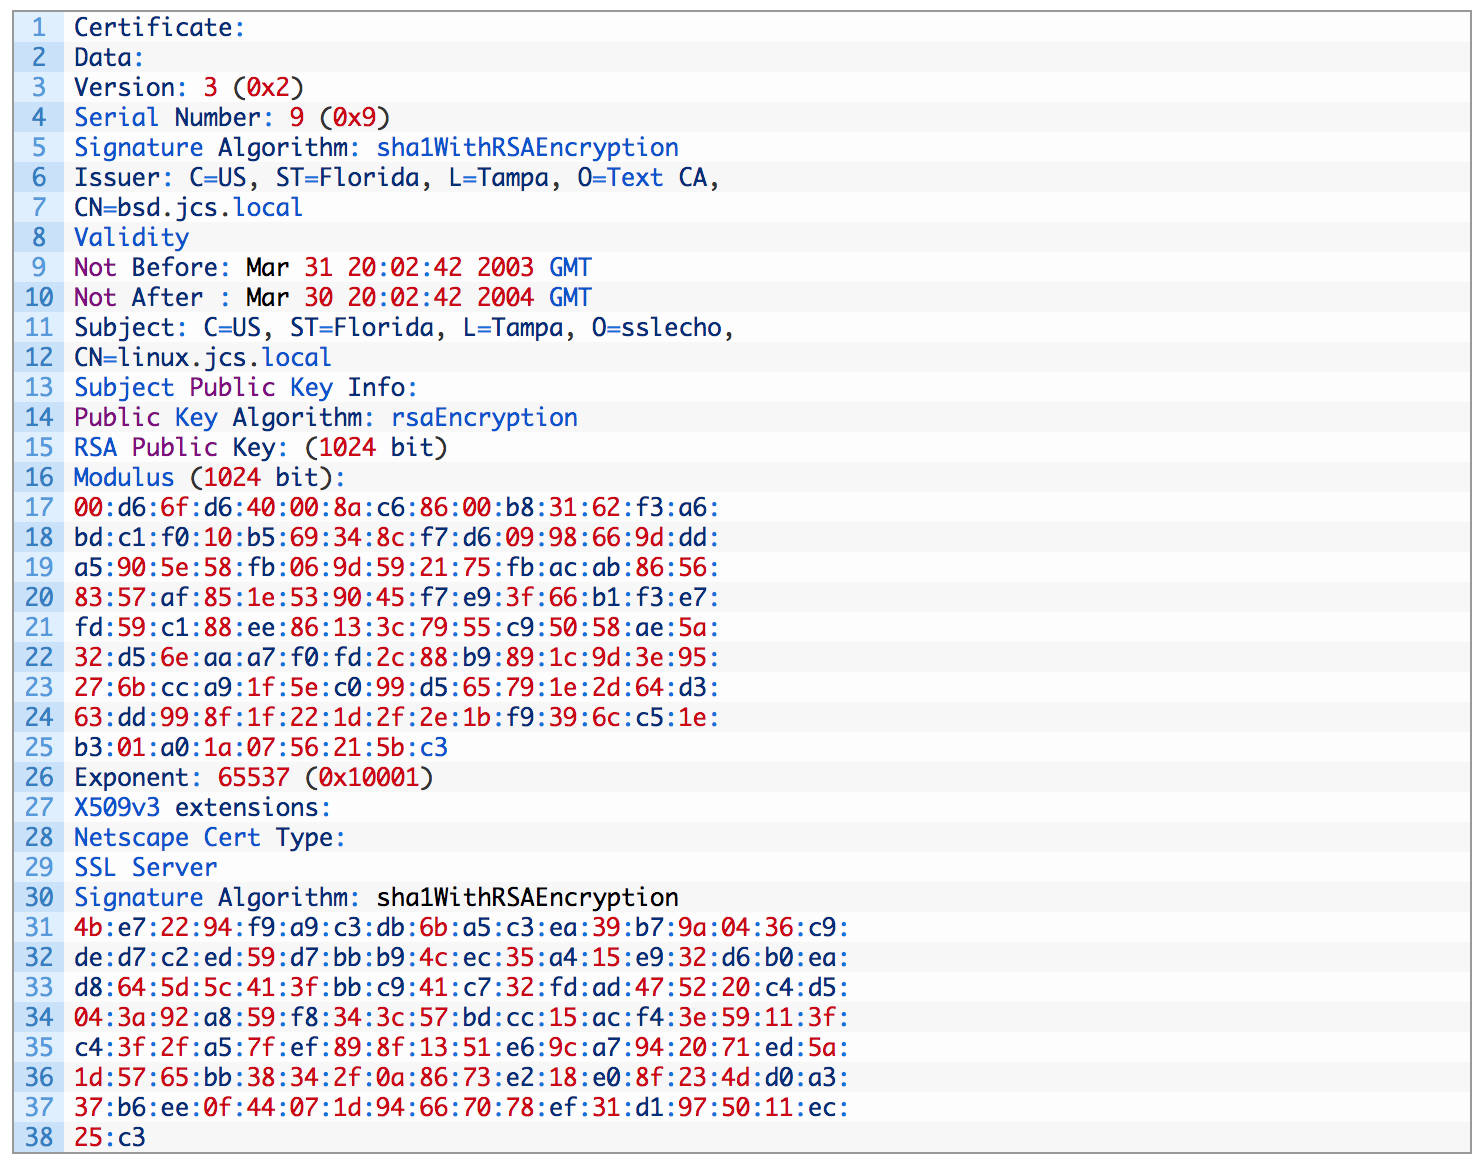 1 Certificate:
2 Data:
3 Version: 3 (0x2)
4 Serial Number: 9 (0x9)
5 Signature Algorithm: sha1WithRSAEncryption
6 Issuer: C=US, ST=Florida, L=Tampa, O=Text CA,
7 CN=bsd.jcs.local
8 Validity
9 Not Before: Mar 31 20:02:42 2003 GMT
10 Not After : Mar 30 20:02:42 2004 GMT
11 Subject: C=US, ST=Florida, L=Tampa, O=sslecho,
12 CN=linux.jcs.local
13 Subject Public Key Info:
14 Public Key Algorithm: rsaEncryption
15 RSA Public Key: (1024 bit)
16 Modulus (1024 bit):
17 00:d6:6f:d6:40:00:8a:c6:86:00:b8:31:62:f3:a6:
18 bd:c1:f0:10:b5:69:34:8c:f7:d6:09:98:66:9d:dd:
19 a5:90:5e:58:fb:06:9d:59:21:75:fb:ac:ab:86:56:
20 83:57:af:85:1e:53:90:45:f7:e9:3f:66:b1:f3:e7:
21 fd:59:c1:88:ee:86:13:3c:79:55:c9:50:58:ae:5a:
22 32:d5:6e:aa:a7:f0:fd:2c:88:b9:89:1c:9d:3e:95:
23 27:6b:cc:a9:1f:5e:c0:99:d5:65:79:1e:2d:64:d3:
24 63:dd:99:8f:1f:22:1d:2f:2e:1b:f9:39:6c:c5:1e:
25 b3:01:a0:1a:07:56:21:5b:c3
26 Exponent: 65537 (0x10001)
27 X509v3 extensions:
28 Netscape Cert Type:
29 SSL Server
30 Signature Algorithm: sha1WithRSAEncryption
31 4b:e7:22:94:f9:a9:c3:db:6b:a5:c3:ea:39:b7:9a:04:36:c9:
32 de:d7:c2:ed:59:d7:bb:b9:4c:ec:35:a4:15:e9:32:d6:b0:ea:
33 d8:64:5d:5c:41:3f:bb:c9:41:c7:32:fd:ad:47:52:20:c4:d5:
34 04:3a:92:a8:59:f8:34:3c:57:bd:cc:15:ac:f4:3e:59:11:3f:
35 c4:3f:2f:a5:7f:ef:89:8f:13:51:e6:9c:a7:94:20:71:ed:5a:
36 1d:57:65:bb:38:34:2f:0a:86:73:e2:18:e0:8f:23:4d:d0:a3:
37 37:b6:ee:0f:44:07:1d:94:66:70:78:ef:31:d1:97:50:11:ec:
38 25:c3